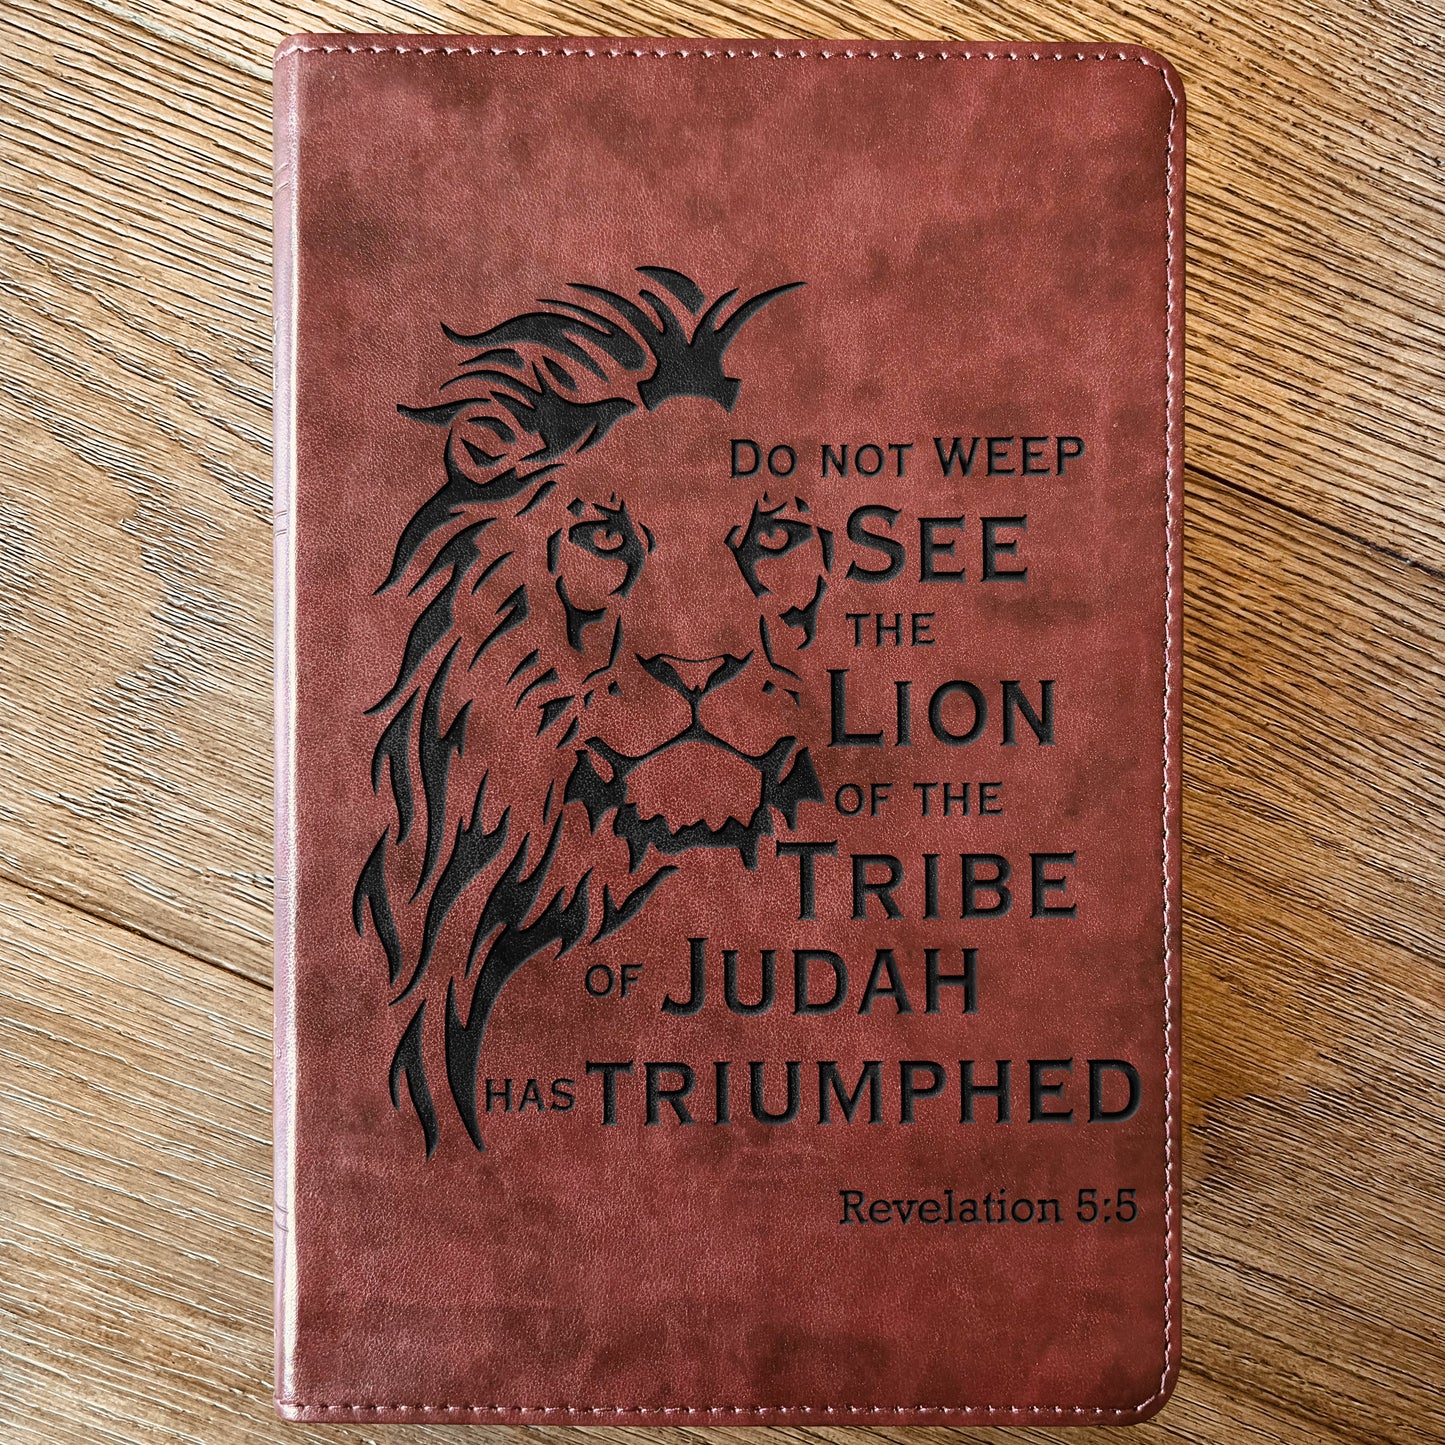 Do not weep
See
the
Lion
of the
Tribe
of Judah
has triumphed
Revelation 5:5